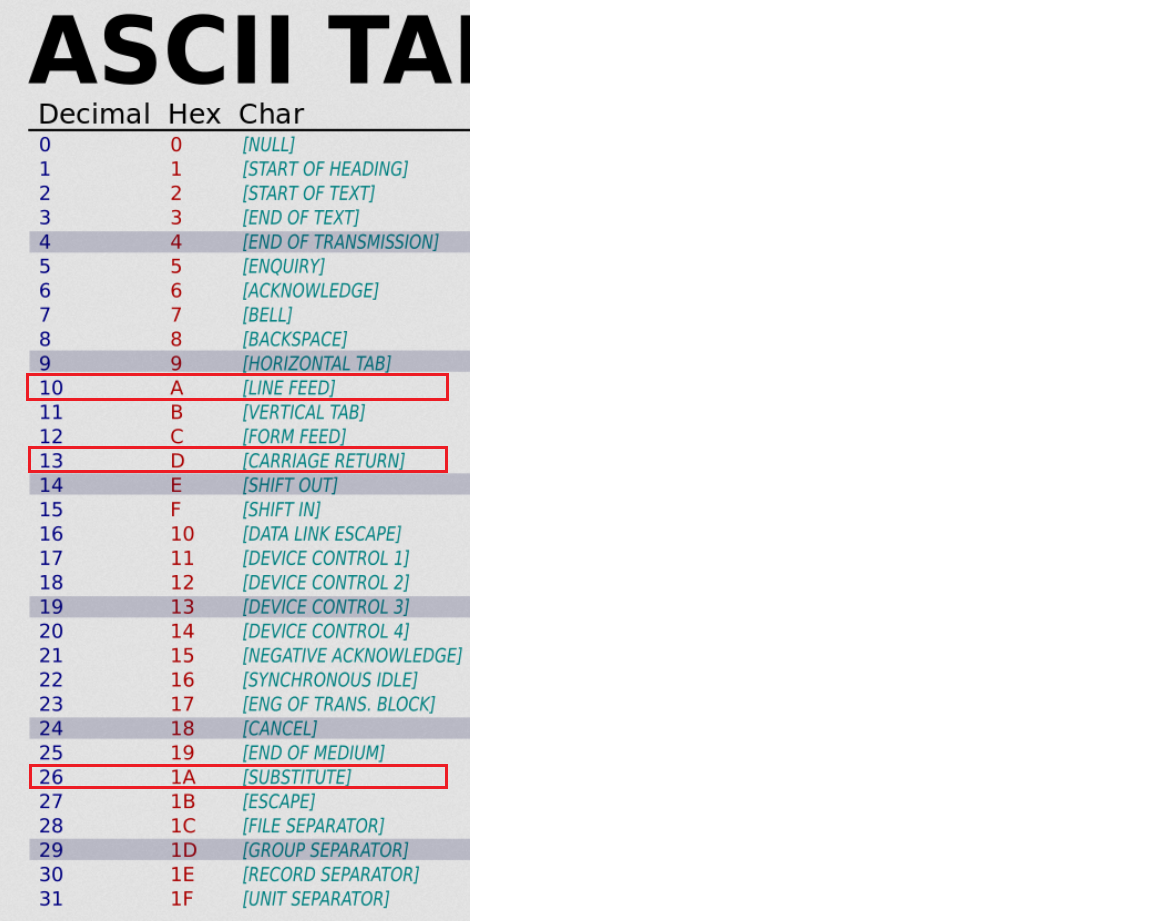 ASCII TA
Decimal Hex Char
0 0 [NULL]
1 1 [START OF HEADING]
2 2 [START OF TEXT]
3 3 [END OF TEXT]
4 4 [END OF TRANSMISSION]
5 5 [ENQUIRY]
6 6 [ACKNOWLEDGE]
7 7 [BELL]
8 8 [BACKSPACE]
9 9 [HORIZONTAL TAB]
10 A [LINE FEED]
11 B [VERTICAL TAB]
12 C [FORM FEED]
13 D [CARRIAGE RETURN]
14 E [SHIFT OUT]
15 F [SHIFT IN]
16 10 [DATA LINK ESCAPE]
17 11 [DEVICE CONTROL 1]
18 12 [DEVICE CONTROL 2]
19 13 [DEVICE CONTROL 3]
20 14 [DEVICE CONTROL 4]
21 15 [NEGATIVE ACKNOWLEDGE]
22 16 [SYNCHRONOUS IDLE]
23 17 [ENG OF TRANS. BLOCK]
24 18 [CANCEL]
25 19 [END OF MEDIUM]
26 1A [SUBSTITUTE]
27 1B [ESCAPE]
28 1C [FILE SEPARATOR]
29 1D [GROUP SEPARATOR]
30 1E [RECORD SEPARATOR]
31 1F [UNIT SEPARATOR]